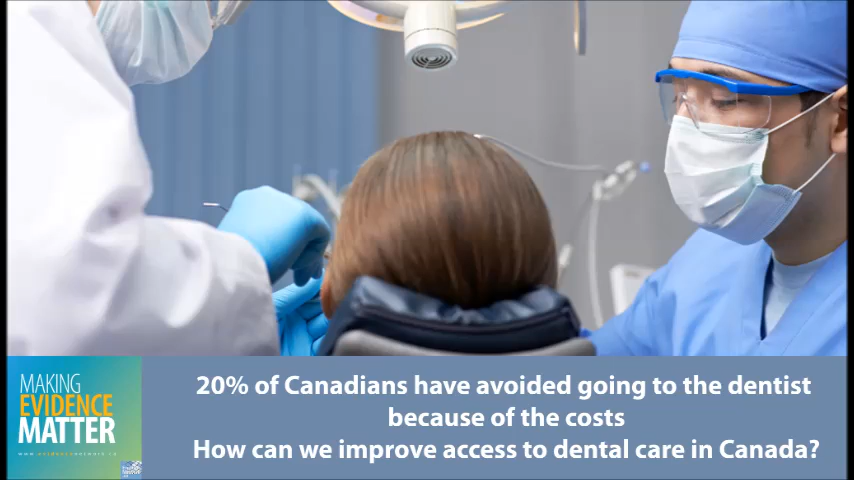 20% of Canadians have avoided going to the dentist
because of the costs
How can we improve access to dental care in Canada?
MAKING
EVIDENCE
MATTER